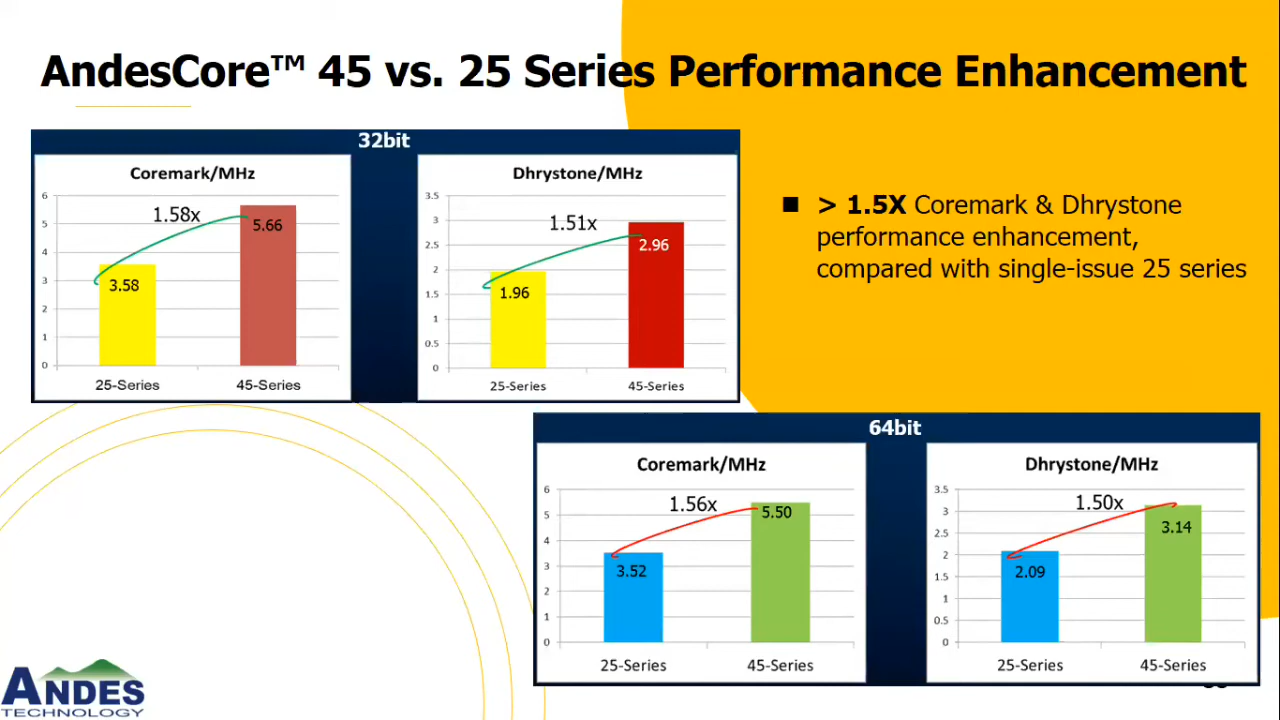 AndesCore™ 45 vs. 25 Series Performance Enhancement
32bit
Coremark/MHz
6
5
4
3
2
1
0
1.58x
3.58
5.66
25-Series
45-Series
Dhrystone/MHz
3.5
3
2.5
2
1.5
1
0.5
0
1.51x
1.96
2.96
25-Series
45-Series
■ > 1.5X Coremark & Dhrystone
performance enhancement,
compared with single-issue 25 series
64bit
Coremark/MHz
6
5
4
3
2
1
0
1.56x
3.52
5.50
25-Series
45-Series
Dhrystone/MHz
3.5
3
2.5
2
1.5
1
0.5
0
1.50x
2.09
3.14
25-Series
45-Series
ANDES
TECHNOLOGY